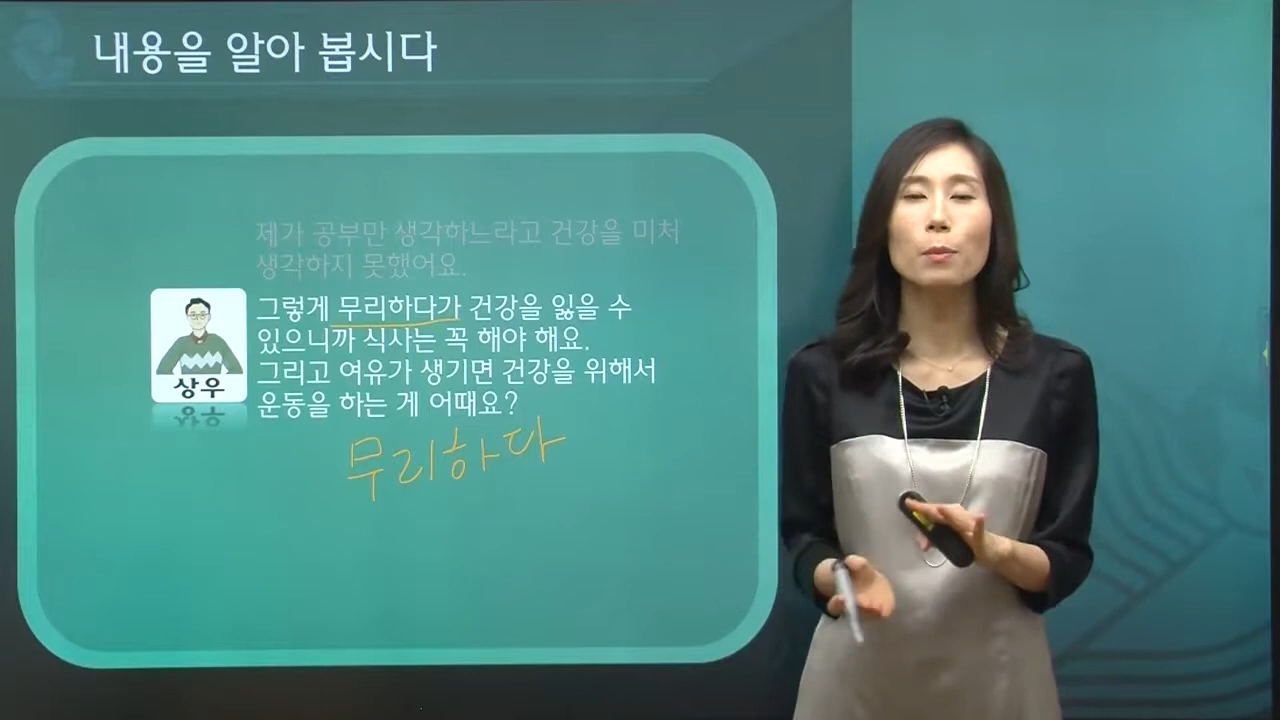 내용을 알아 봅시다
제가 공부만 생각하느라고 건강을 미처
생각하지 못했어요.
그렇게 무리하다가 건강을 잃을 수
있으니까 식사는 꼭 해야 해요.
그리고 여유가 생기면 건강을 위해서
운동을 하는 게 어때요?
상우
무리하다